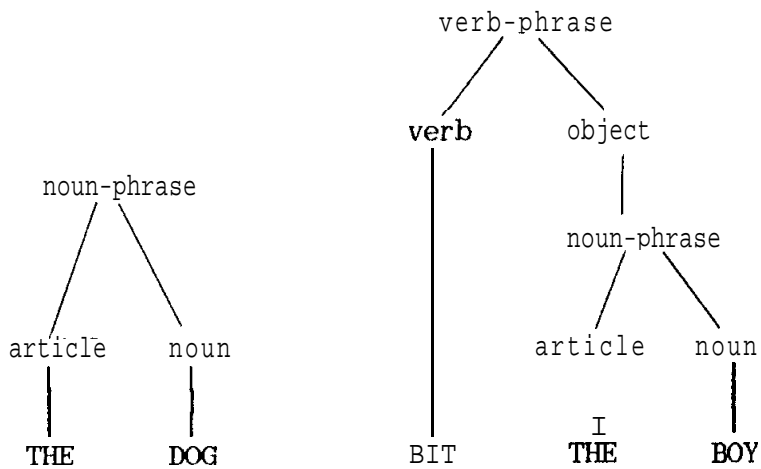 verb-phrase
verb object
noun-phrase
noun-phrase
article noun article noun
I
THE DOG BIT THE BOY